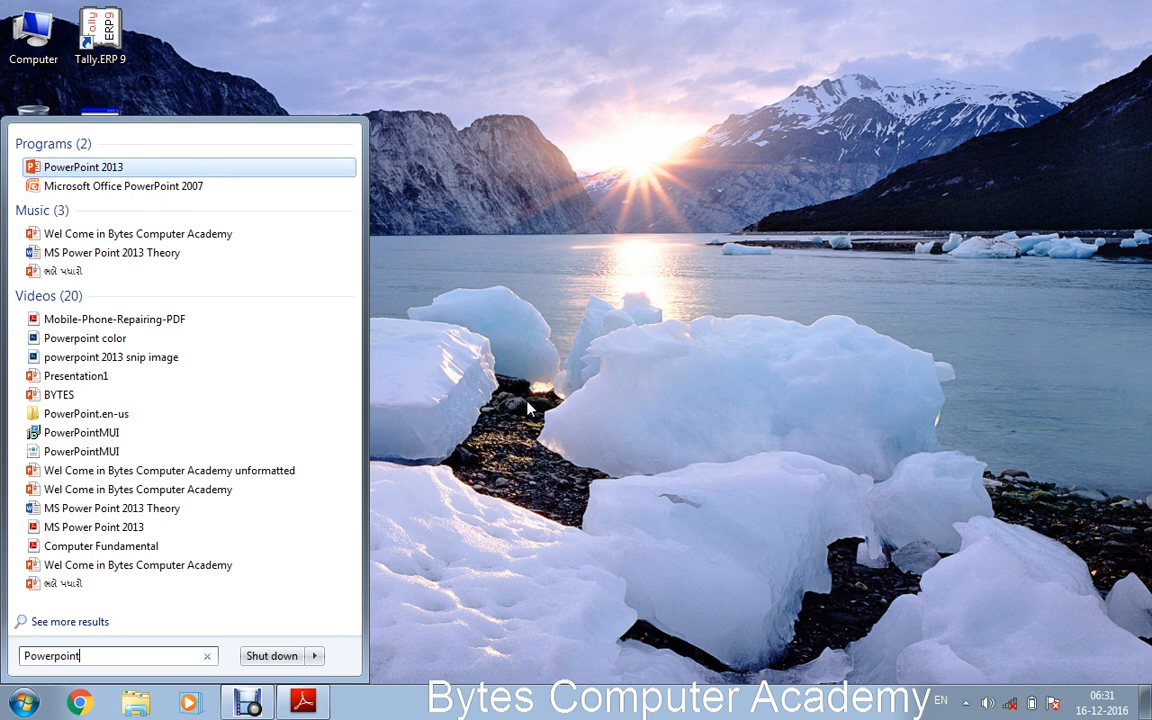 Computer
Tally.ERP 9
Tally
ERP9
Programs (2)
PowerPoint 2013
Microsoft Office PowerPoint 2007
Music (3)
Wel Come in Bytes Computer Academy
MS Power Point 2013 Theory
ભલે પધારો
Videos (20)
Mobile-Phone-Repairing-PDF
Powerpoint color
powerpoint 2013 snip image
Presentation1
BYTES
PowerPoint.en-us
PowerPointMUI
PowerPointMUI
Wel Come in Bytes Computer Academy unformatted
Wel Come in Bytes Computer Academy
MS Power Point 2013 Theory
MS Power Point 2013
Computer Fundamental
Wel Come in Bytes Computer Academy
ભલે પધારો
See more results
Powerpoint
Shut down
Bytes Computer Academy
EN
06:31
16-12-2016